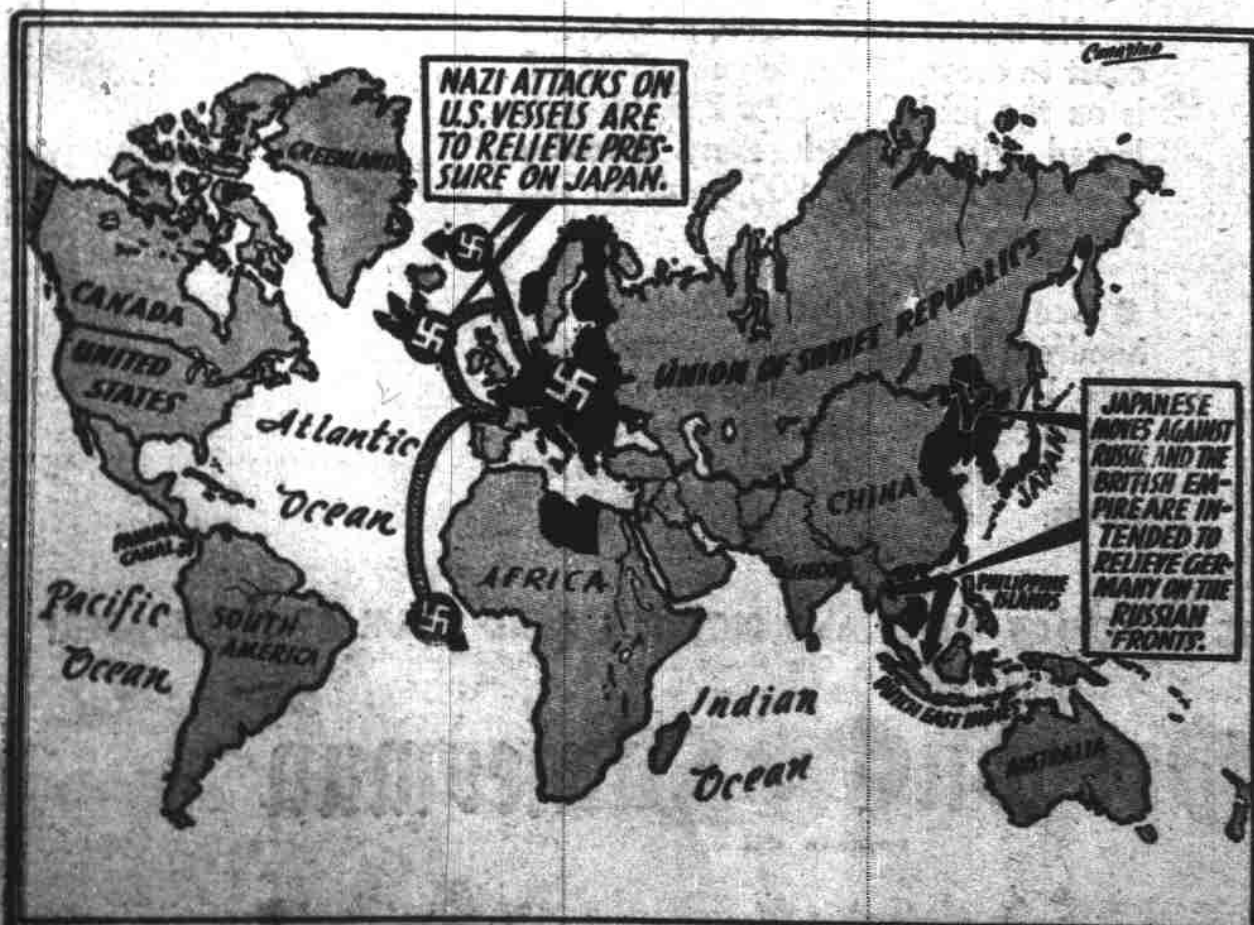 NAZI ATTACKS ON
U.S. VESSELS ARE
TO RELIEVE PRES-
SURE ON JAPAN.
GREENLAND
CANADA
UNITED
STATES
UNION OF SOVIET REPUBLICS
Atlantic
Ocean
JAPANESE
MOVES AGAINST
RUSSIA AND THE
BRITISH EM-
PIRE ARE IN-
TENDED TO
RELIEVE GER-
MANY ON THE
RUSSIAN
FRONTS.
JAPAN
CHINA
INDIA
PANAMA
CANAL
AFRICA
PHILIPPINE
ISLANDS
Pacific
Ocean
SOUTH
AMERICA
DUTCH EAST INDIES
Indian
Ocean
AUSTRALIA